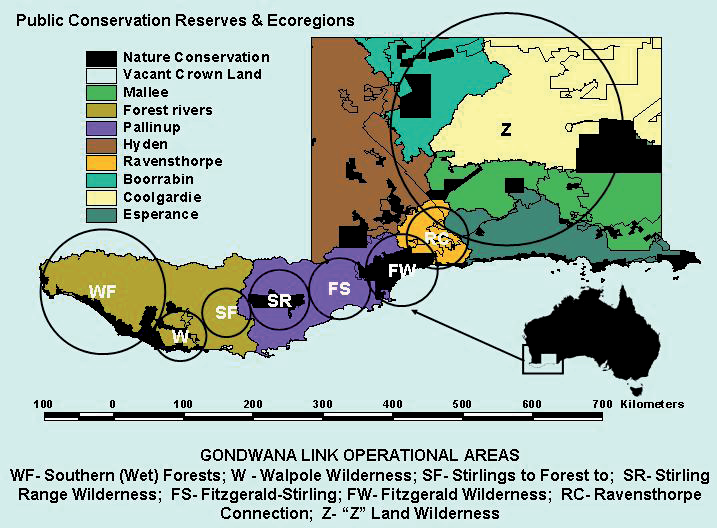 Public Conservation Reserves & Ecoregions
Nature Conservation
Vacant Crown Land
Mallee
Forest rivers
Pallinup
Hyden
Ravensthorpe
Boorrabin
Coolgardie
Esperance
Z
RC
FW
WF
FS
SR
SF
W
100 0 100 200 300 400 500 600 700 Kilometers
GONDWANA LINK OPERATIONAL AREAS
WF- Southern (Wet) Forests; W - Walpole Wilderness; SF- Stirlings to Forest to; SR- Stirling
Range Wilderness; FS- Fitzgerald-Stirling; FW- Fitzgerald Wilderness; RC- Ravensthorpe
Connection; Z- “Z” Land Wilderness